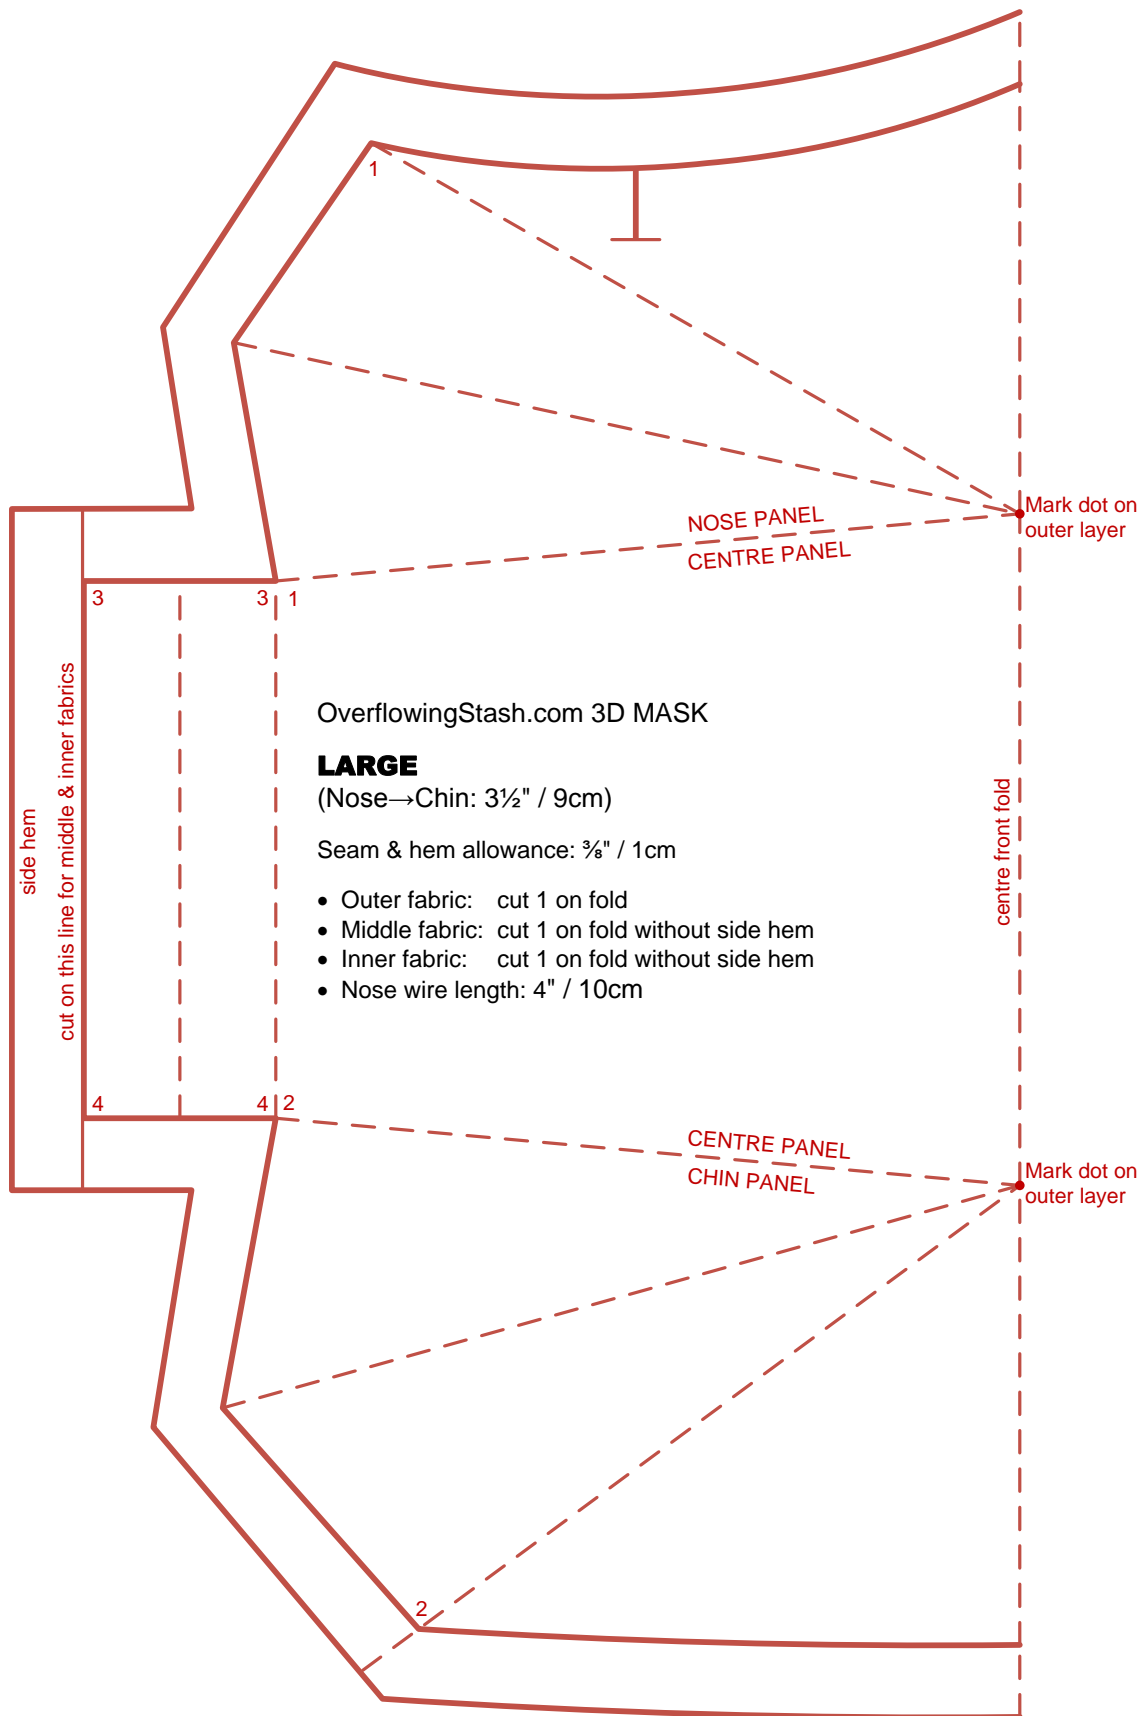 1
NOSE PANEL
CENTRE PANEL
Mark dot on
outer layer
3
3
1
side hem
cut on this line for middle & inner fabrics
OverflowingStash.com 3D MASK
LARGE
(Nose→Chin: 3½" / 9cm)
Seam & hem allowance: ⅜" / 1cm
• Outer fabric: cut 1 on fold
• Middle fabric: cut 1 on fold without side hem
• Inner fabric: cut 1 on fold without side hem
• Nose wire length: 4" / 10cm
centre front fold
4
4
2
CENTRE PANEL
CHIN PANEL
Mark dot on
outer layer
2